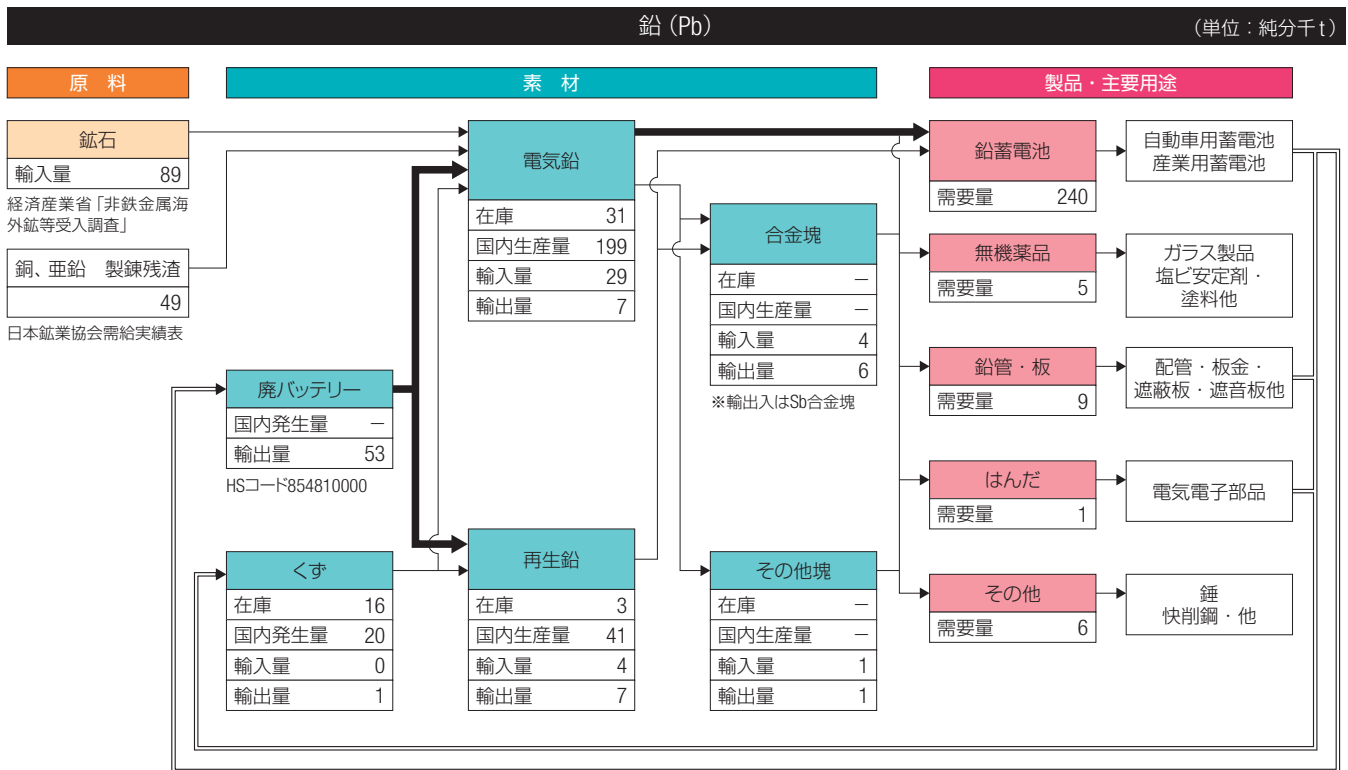 鉛（Pb）
（単位：純分千t）
原　料
素　材
製品・主要用途
鉱石
輸入量 89
経済産業省「非鉄金属海
外鉱等受入調査」
銅、亜鉛　製錬残渣
49
日本鉱業協会需給実績表
廃バッテリー
国内発生量 −
輸出量 53
HSコード854810000
くず
在庫 16
国内発生量 20
輸入量 0
輸出量 1
電気鉛
在庫 31
国内生産量 199
輸入量 29
輸出量 7
再生鉛
在庫 3
国内生産量 41
輸入量 4
輸出量 7
合金塊
在庫 −
国内生産量 −
輸入量 4
輸出量 6
※輸出入はSb合金塊
その他塊
在庫 −
国内生産量 −
輸入量 1
輸出量 1
鉛蓄電池
需要量 240
自動車用蓄電池
産業用蓄電池
無機薬品
需要量 5
ガラス製品
塩ビ安定剤・
塗料他
鉛管・板
需要量 9
配管・板金・
遮蔽板・遮音板他
はんだ
需要量 1
電気電子部品
その他
需要量 6
錘
快削鋼・他